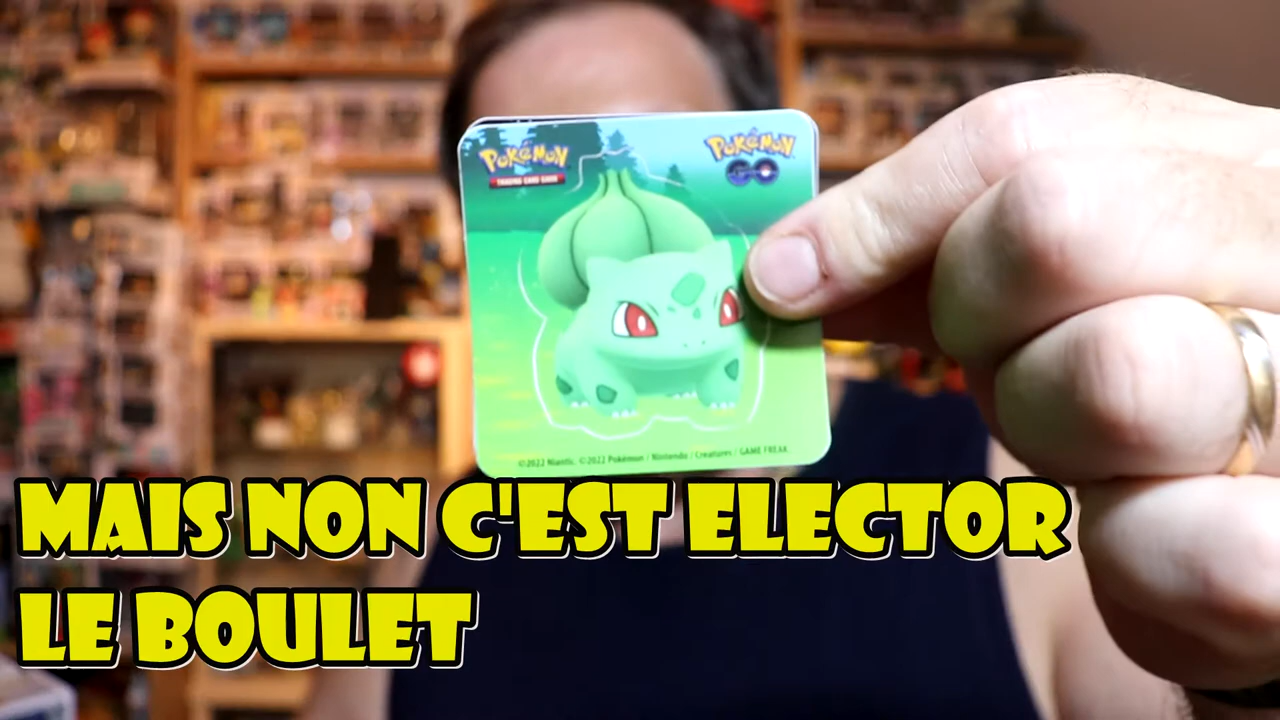 Pokémon
TRADING CARD GAME
Pokémon
GO
©2022 Niantic. ©2022 Pokémon / Nintendo / Creatures / GAME FREAK
MAIS NON C'EST ELECTOR
LE BOULET